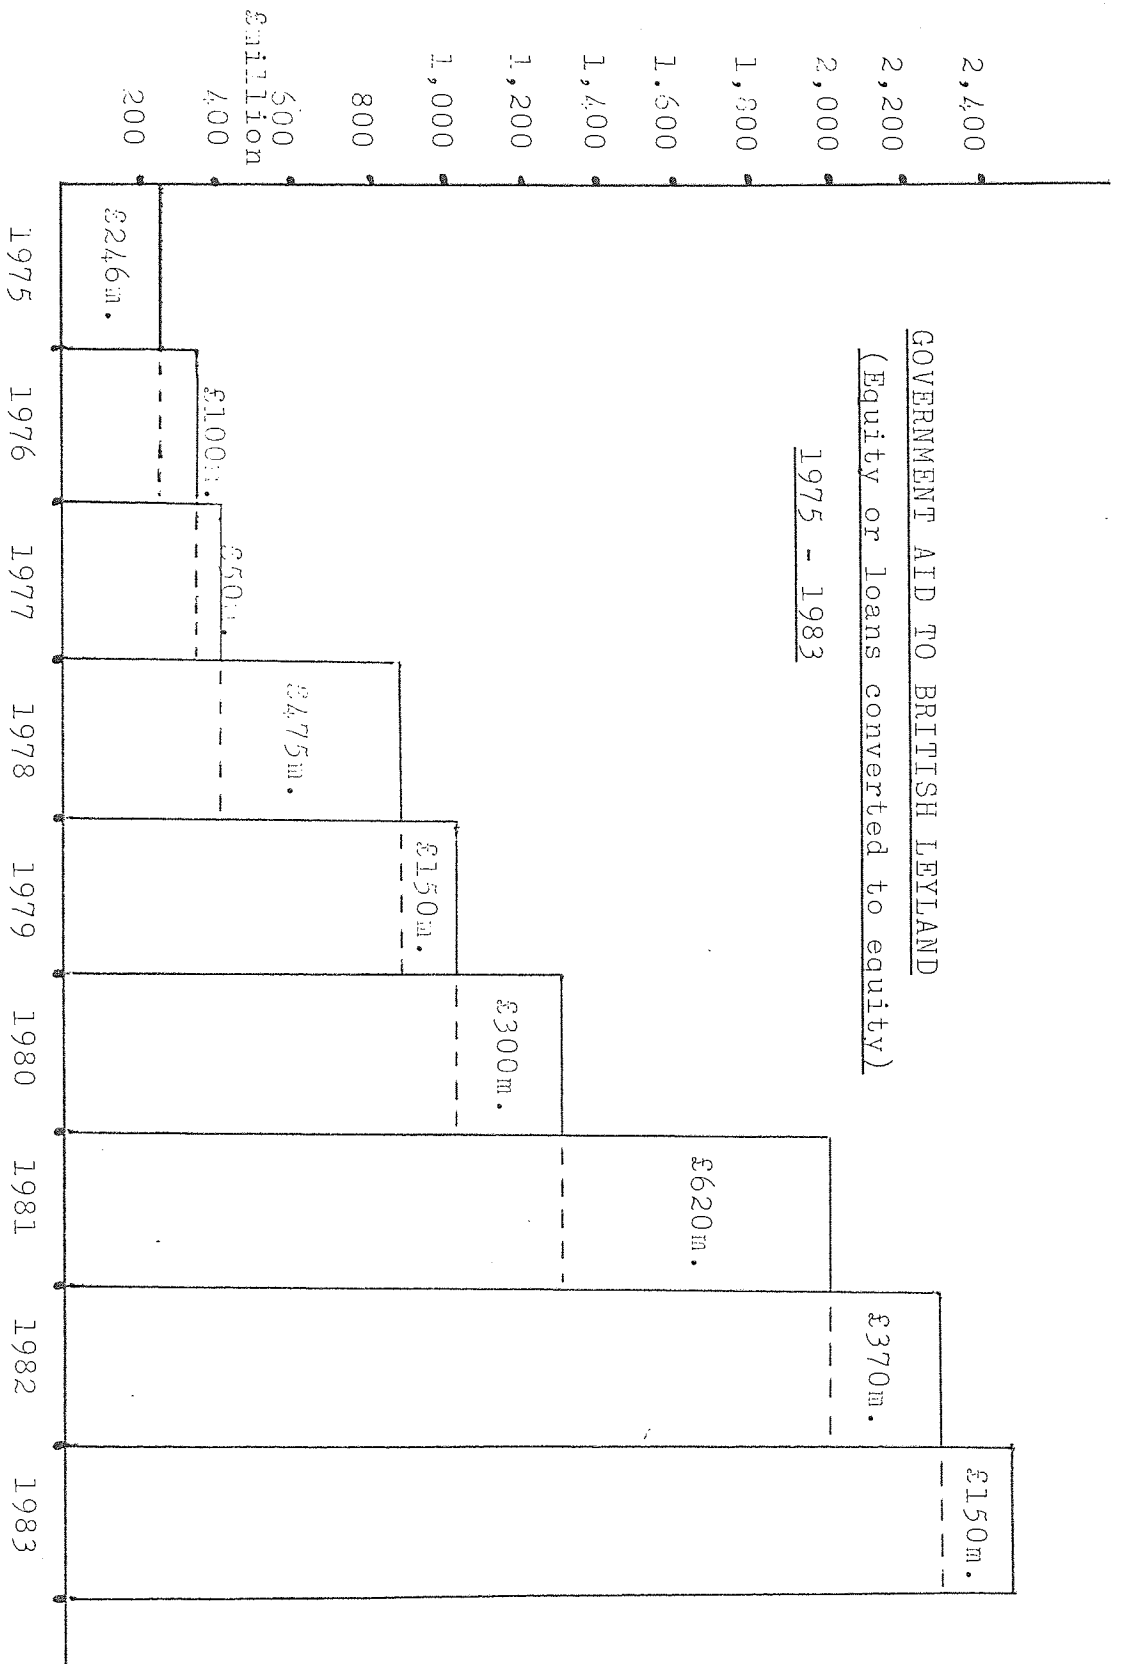 GOVERNMENT AID TO BRITISH LEYLAND
(Equity or loans converted to equity)
1975 - 1983
2,400
2,200
2,000
1,800
1.600
1,400
1,200
1,000
800
600
£million
400
200
£246m.
£100m.
£50m.
£475m.
£150m.
£300m.
£620m.
£370m.
£150m.
1975 1976 1977 1978 1979 1980 1981 1982 1983